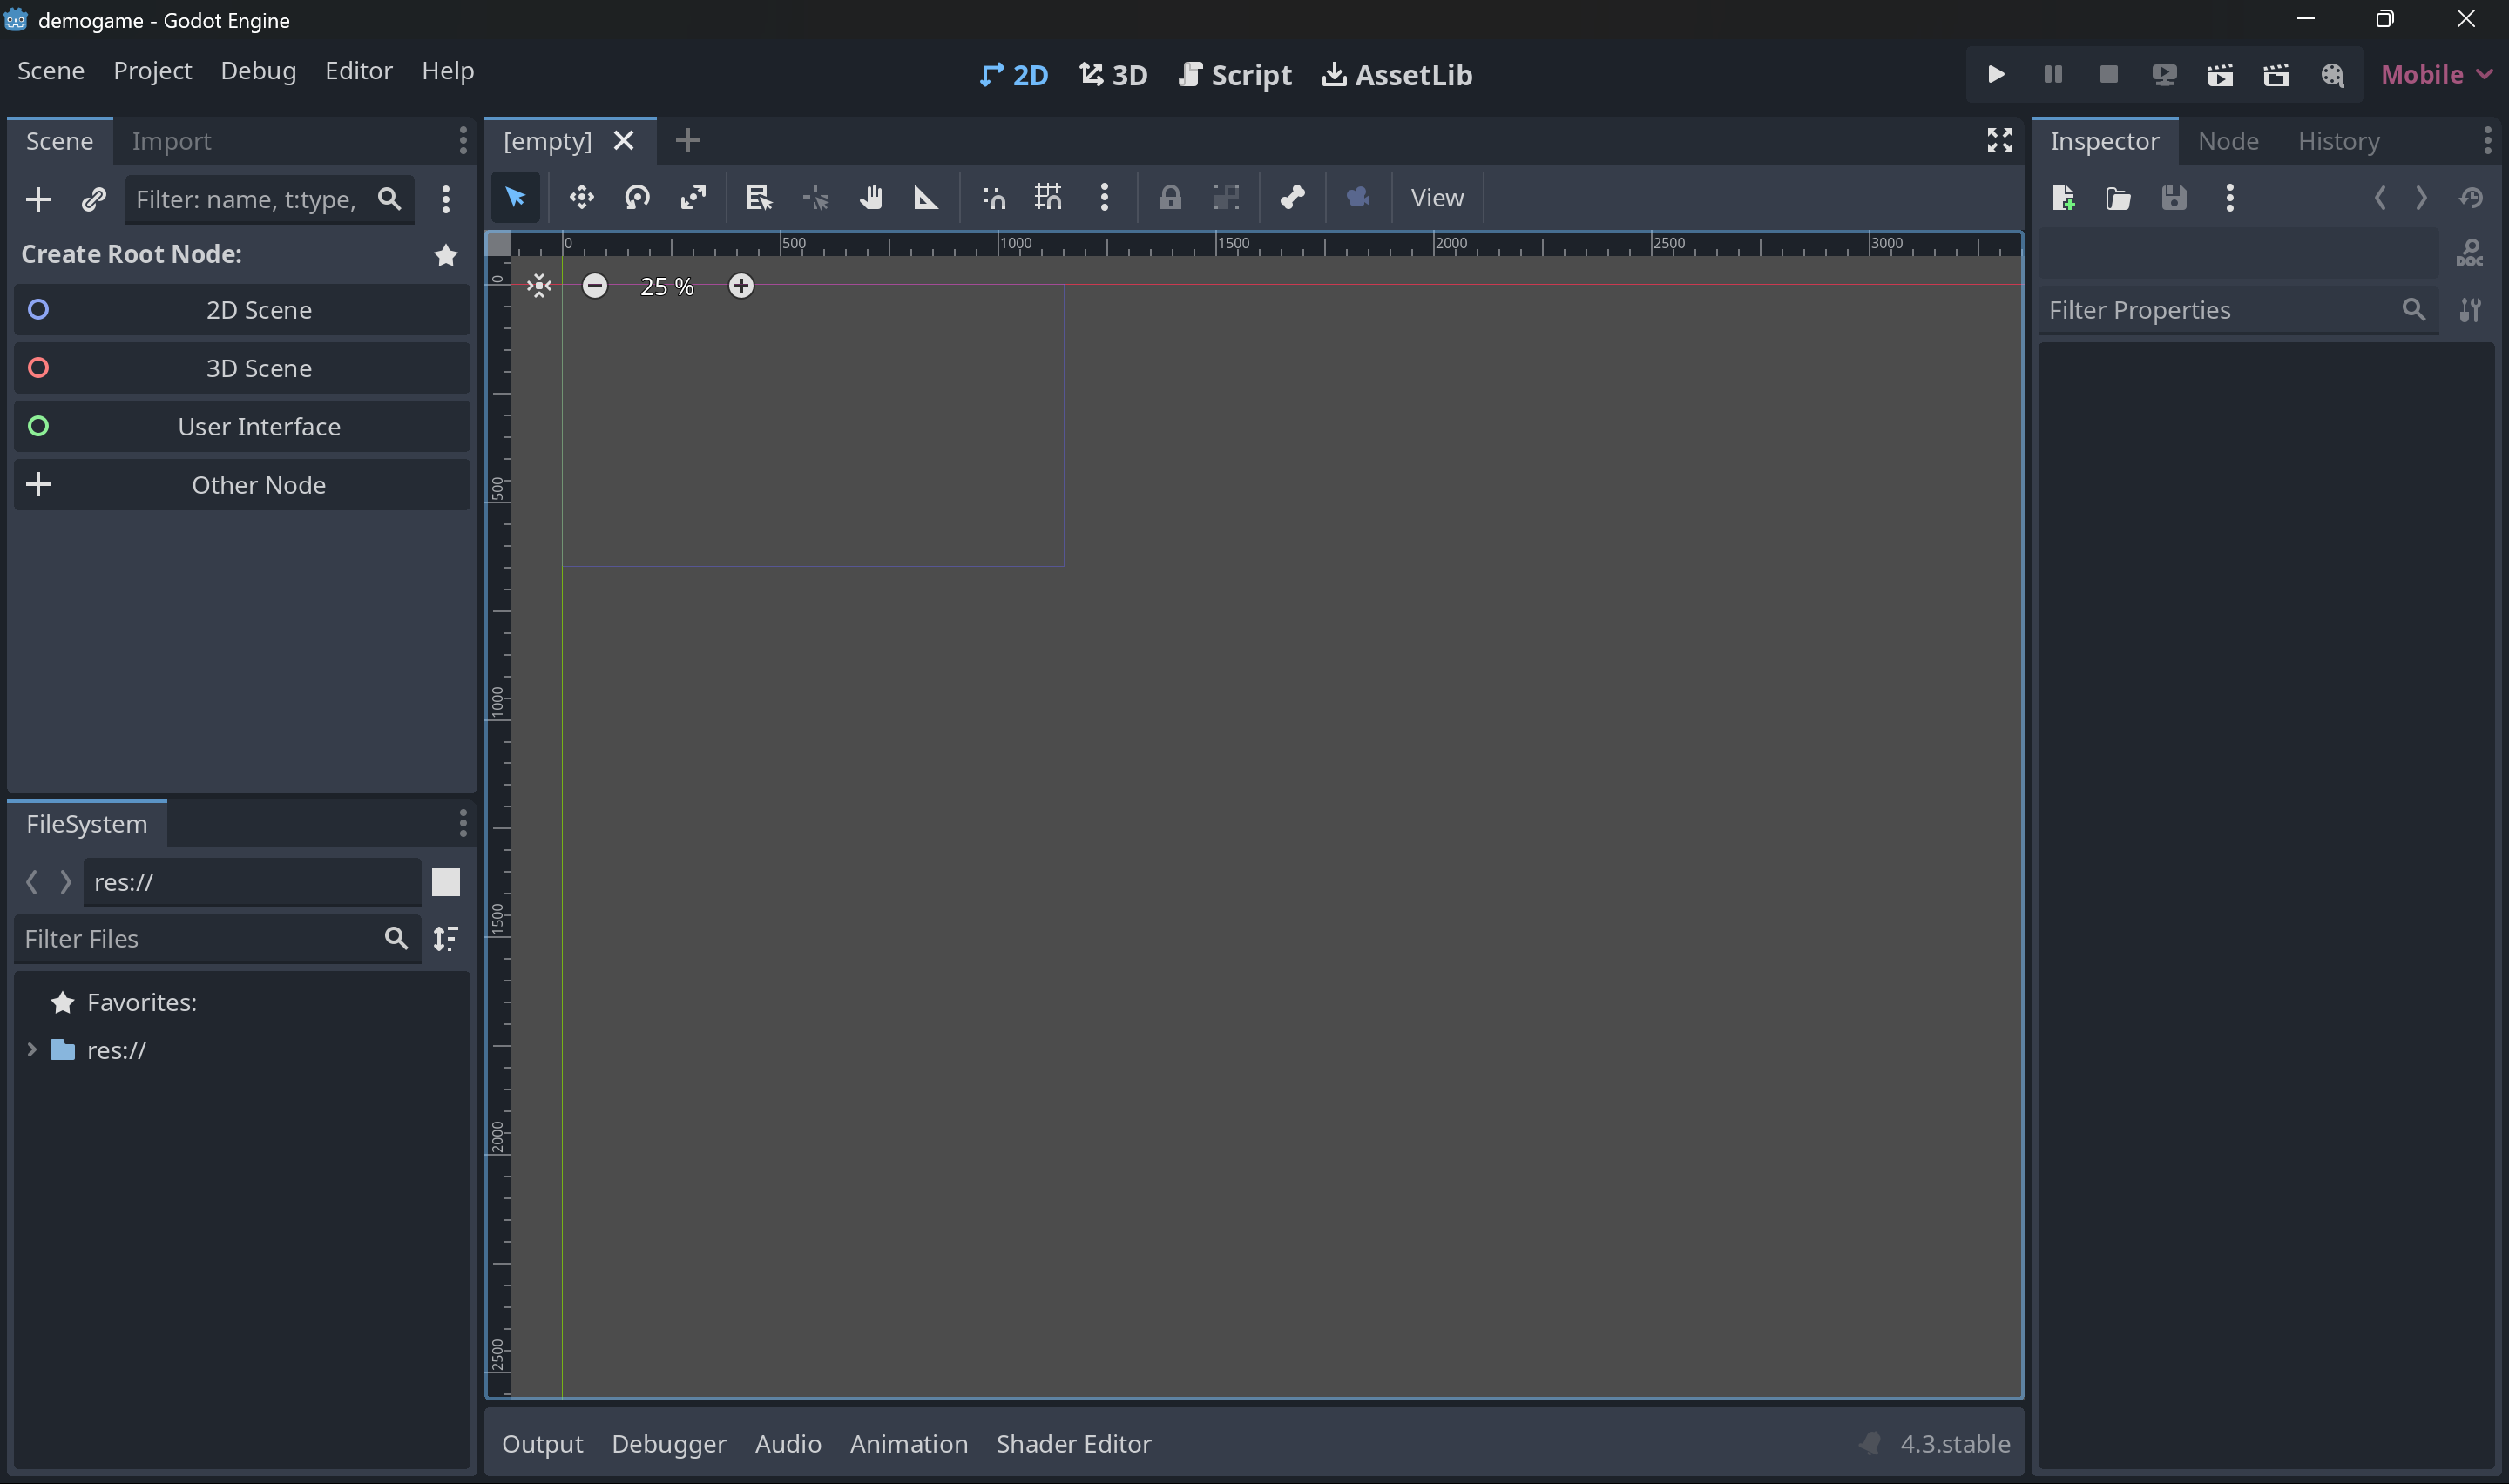 demogame - Godot Engine
Scene Project Debug Editor Help
2D 3D Script AssetLib
Mobile
Scene Import
Filter: name, t:type,
Create Root Node:
2D Scene
3D Scene
User Interface
Other Node
FileSystem
res://
Filter Files
Favorites:
res://
[empty]
View
0 500 1000 1500 2000 2500 3000
25 %
0
500
1000
1500
2000
2500
Output Debugger Audio Animation Shader Editor
4.3.stable
Inspector Node History
DOC
Filter Properties